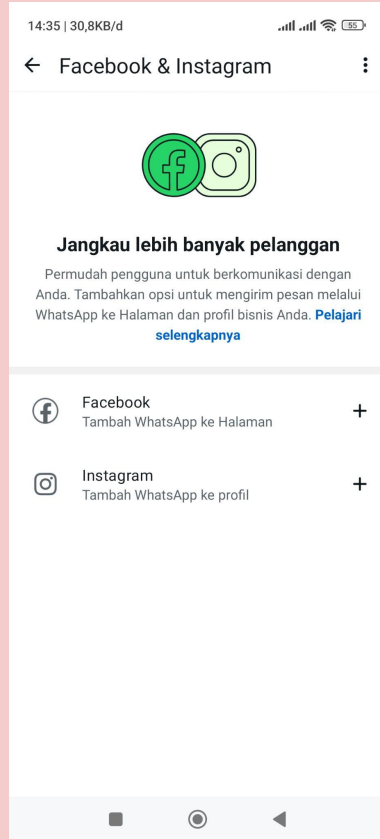 14:35 | 30,8KB/d
55
Facebook & Instagram
Jangkau lebih banyak pelanggan
Permudah pengguna untuk berkomunikasi dengan
Anda. Tambahkan opsi untuk mengirim pesan melalui
WhatsApp ke Halaman dan profil bisnis Anda. Pelajari
selengkapnya
Facebook
Tambah WhatsApp ke Halaman
Instagram
Tambah WhatsApp ke profil